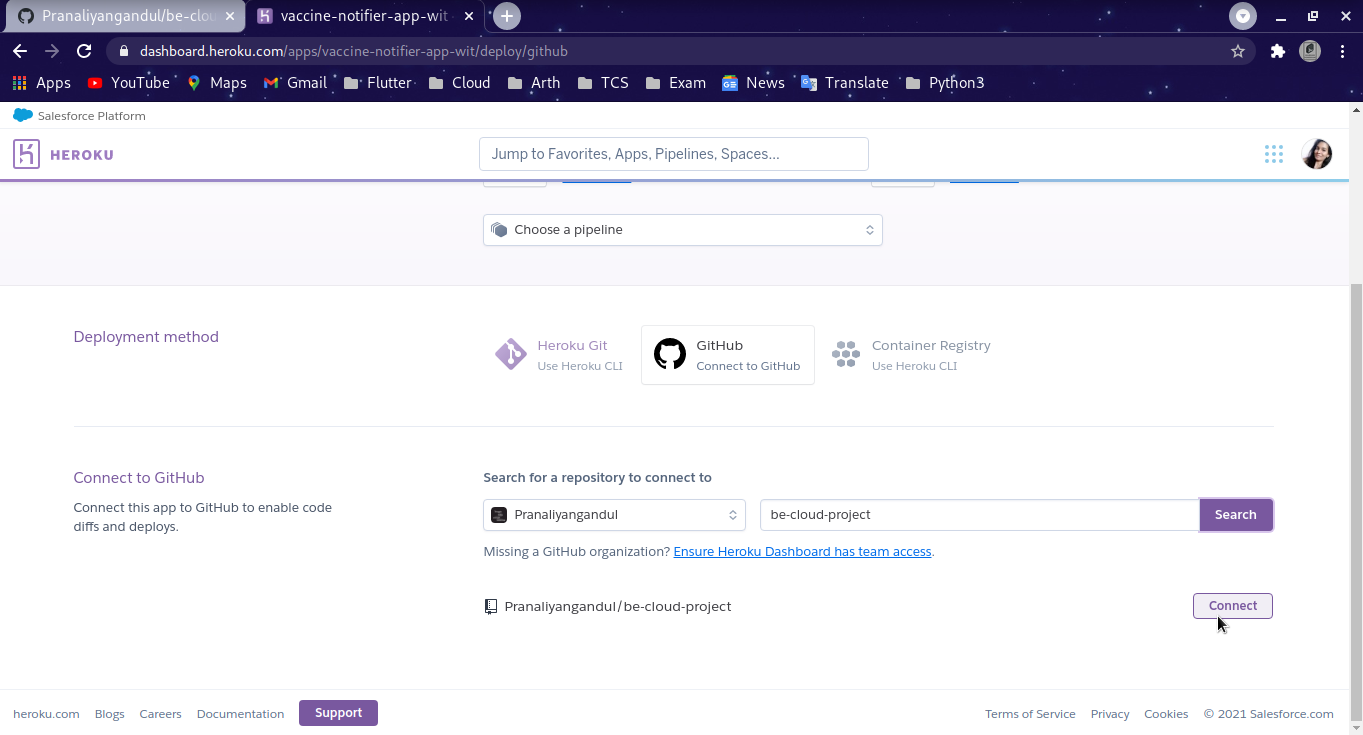 Pranaliyangandul/be-clou
vaccine-notifier-app-wit
dashboard.heroku.com/apps/vaccine-notifier-app-wit/deploy/github
Apps YouTube Maps Gmail Flutter Cloud Arth TCS Exam News Translate Python3
Salesforce Platform
HEROKU
Jump to Favorites, Apps, Pipelines, Spaces...
Choose a pipeline
Deployment method
Heroku Git
Use Heroku CLI
GitHub
Connect to GitHub
Container Registry
Use Heroku CLI
Connect to GitHub
Connect this app to GitHub to enable code
diffs and deploys.
Search for a repository to connect to
Pranaliyangandul
be-cloud-project
Search
Missing a GitHub organization? Ensure Heroku Dashboard has team access.
Pranaliyangandul/be-cloud-project
Connect
heroku.com Blogs Careers Documentation Support
Terms of Service Privacy Cookies © 2021 Salesforce.com